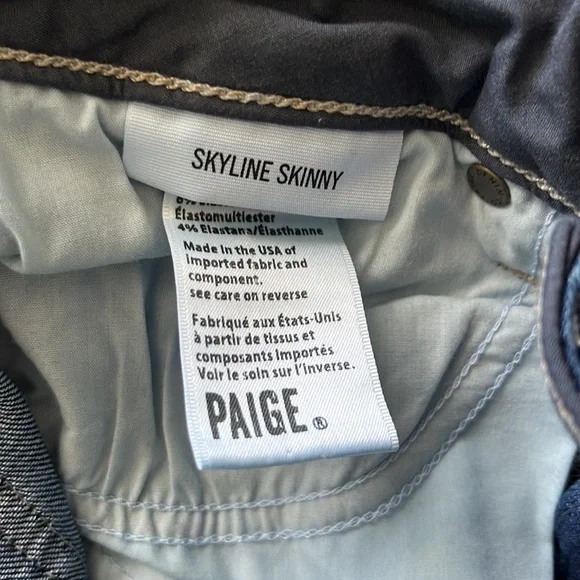 SKYLINE SKINNY
Élastomultiester
4% Elastana/Élasthanne
Made in the USA of
imported fabric and
component.
see care on reverse
Fabriqué aux États-Unis
à partir de tissus et
composants importés
Voir le soin sur l'inverse.
PAIGE®